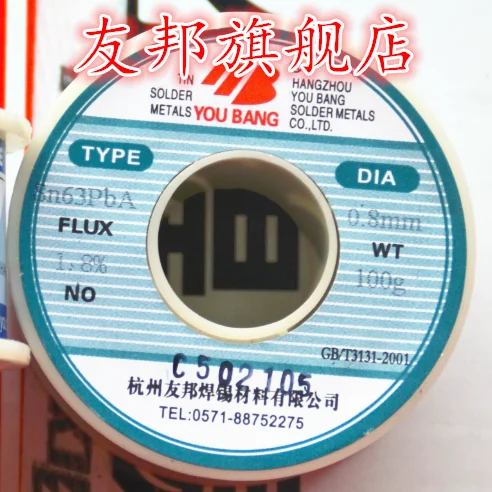 友邦旗舰店
TIN
SOLDER
METALS
YOU BANG
HANGZHOU
YOU BANG
SOLDER METALS
CO.,LTD.
TYPE
Sn63PbA
FLUX
1.8%
NO
DIA
0.8mm
WT
100g
GB/T3131-2001
C502105
杭州友邦焊锡材料有限公司
TEL:0571-88752275